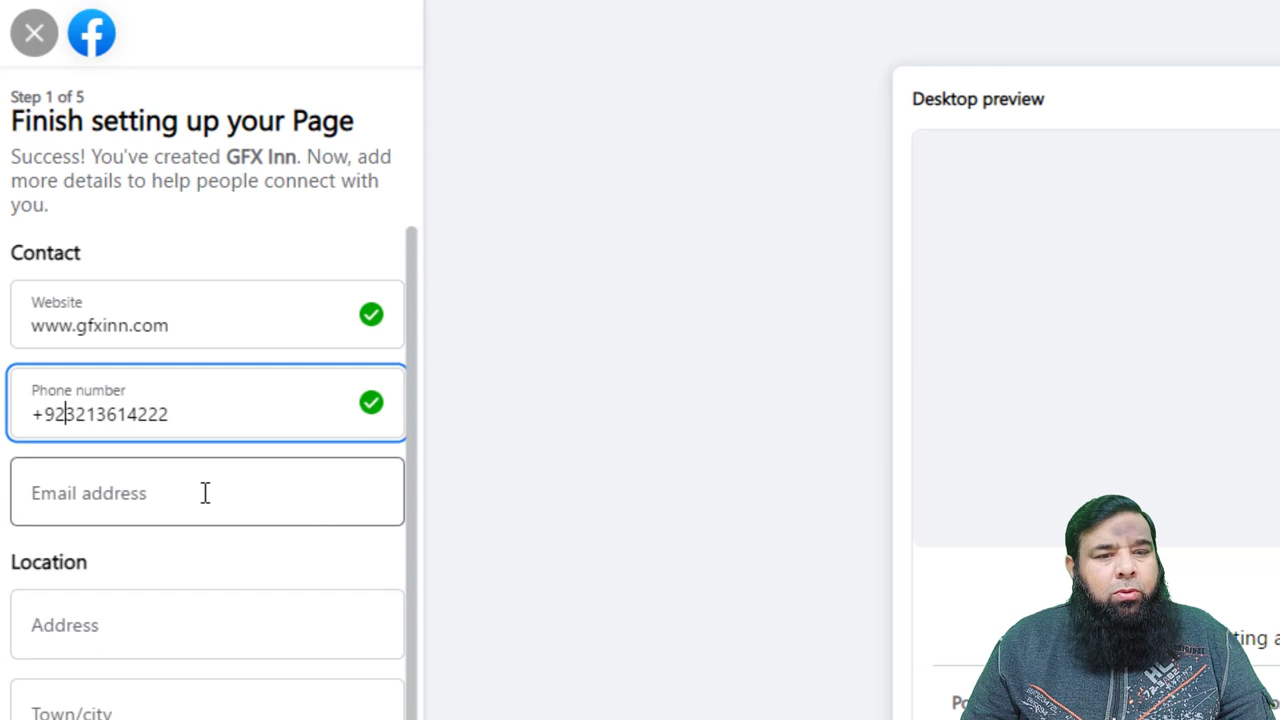 Step 1 of 5
Finish setting up your Page
Success! You've created GFX Inn. Now, add
more details to help people connect with
you.
Contact
Website
www.gfxinn.com
Phone number
+923213614222
Email address
Location
Address
Town/city
Desktop preview